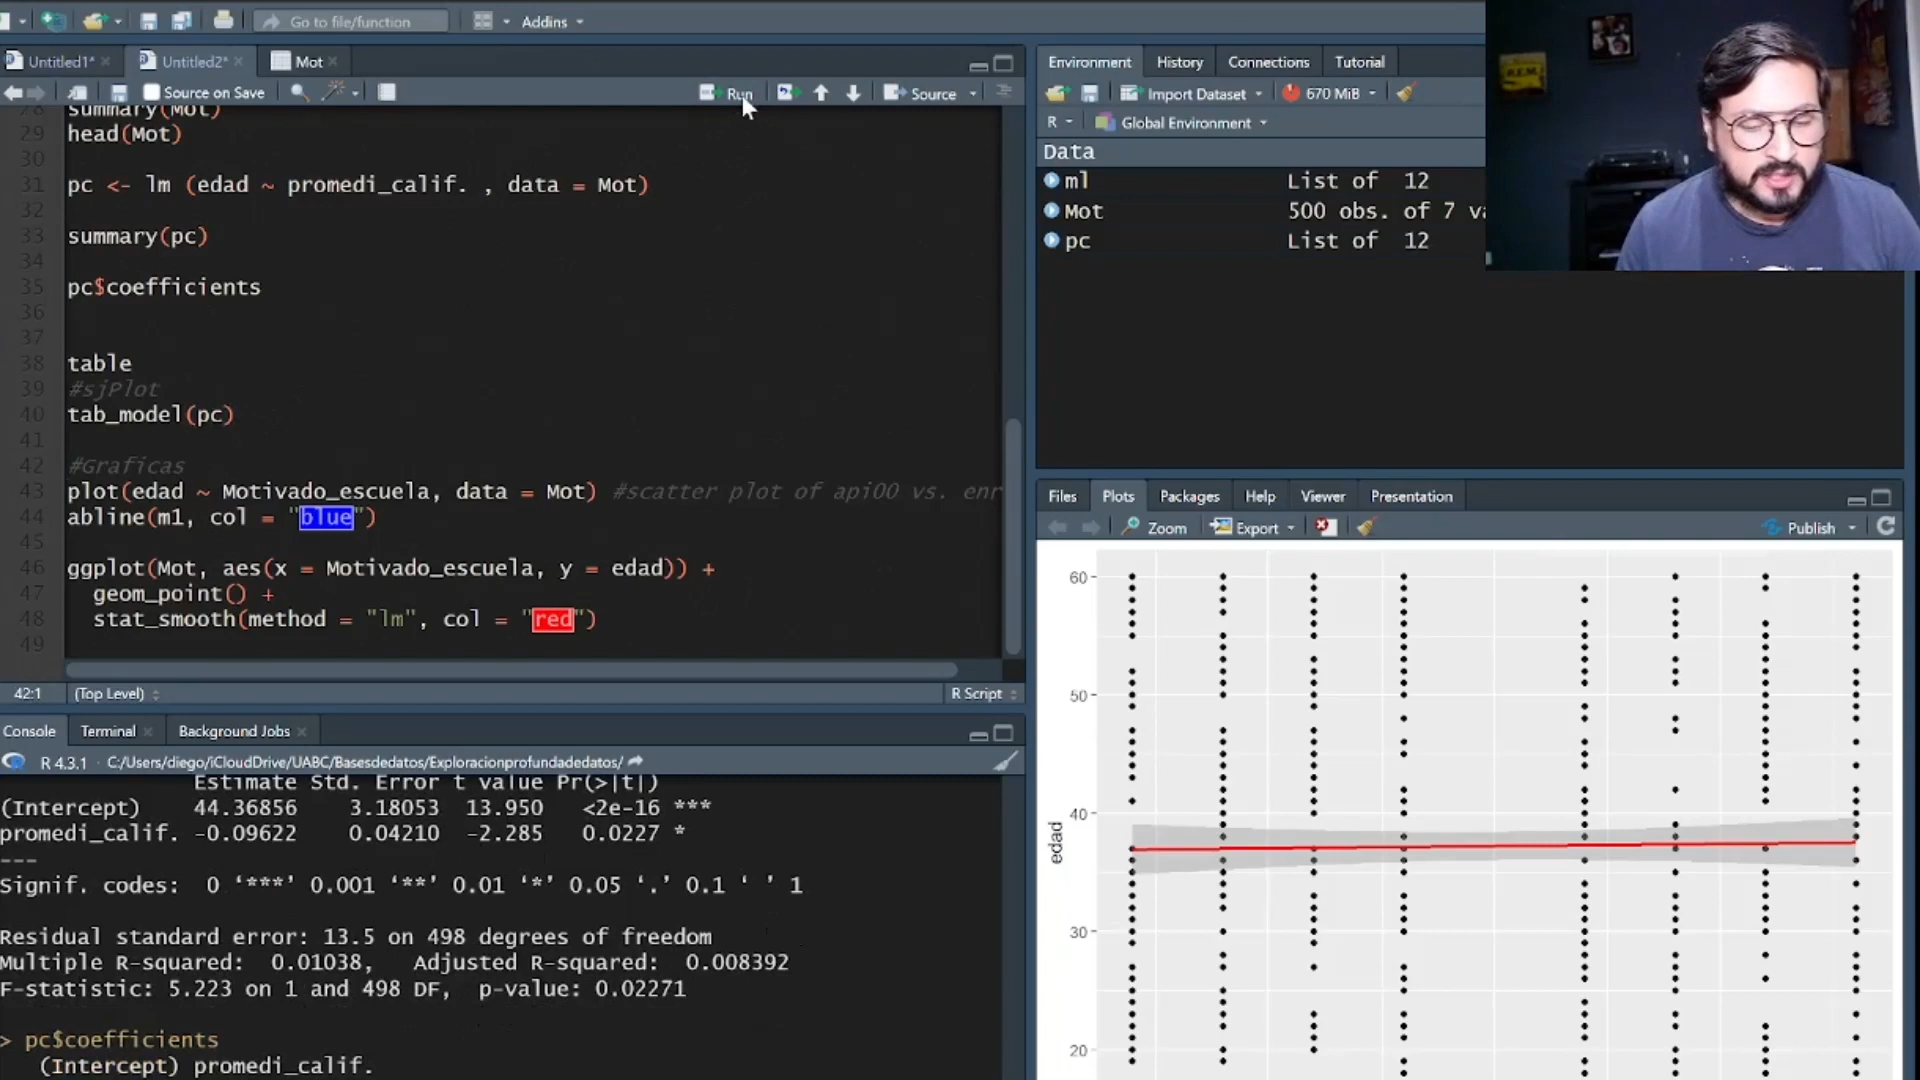 Go to file/function
Addins
Untitled1*
Untitled2*
Mot
Source on Save
Run
Source
28 summary(Mot)
29 head(Mot)
30
31 pc <- lm (edad ~ promedi_calif. , data = Mot)
32
33 summary(pc)
34
35 pc$coefficients
36
37
38 table
39 #sjPlot
40 tab_model(pc)
41
42 #Graficas
43 plot(edad ~ Motivado_escuela, data = Mot) #scatter plot of api00 vs. enr
44 abline(m1, col = "blue")
45
46 ggplot(Mot, aes(x = Motivado_escuela, y = edad)) +
47 geom_point() +
48 stat_smooth(method = "lm", col = "red")
49
42:1
(Top Level)
R Script
Console
Terminal
Background Jobs
R 4.3.1 · C:/Users/diego/iCloudDrive/UABC/Basesdedatos/Exploracionprofundadedatos/
Estimate Std. Error t value Pr(>|t|)
(Intercept) 44.36856 3.18053 13.950 <2e-16 ***
promedi_calif. -0.09622 0.04210 -2.285 0.0227 *
---
Signif. codes: 0 ‘***’ 0.001 ‘**’ 0.01 ‘*’ 0.05 ‘.’ 0.1 ‘ ’ 1
Residual standard error: 13.5 on 498 degrees of freedom
Multiple R-squared: 0.01038, Adjusted R-squared: 0.008392
F-statistic: 5.223 on 1 and 498 DF, p-value: 0.02271
> pc$coefficients
(Intercept) promedi_calif.
Environment
History
Connections
Tutorial
Import Dataset
670 MiB
R
Global Environment
Data
ml List of 12
Mot 500 obs. of 7 va
pc List of 12
Files
Plots
Packages
Help
Viewer
Presentation
Zoom
Export
Publish
60
50
40
30
20
edad
R.E.M.